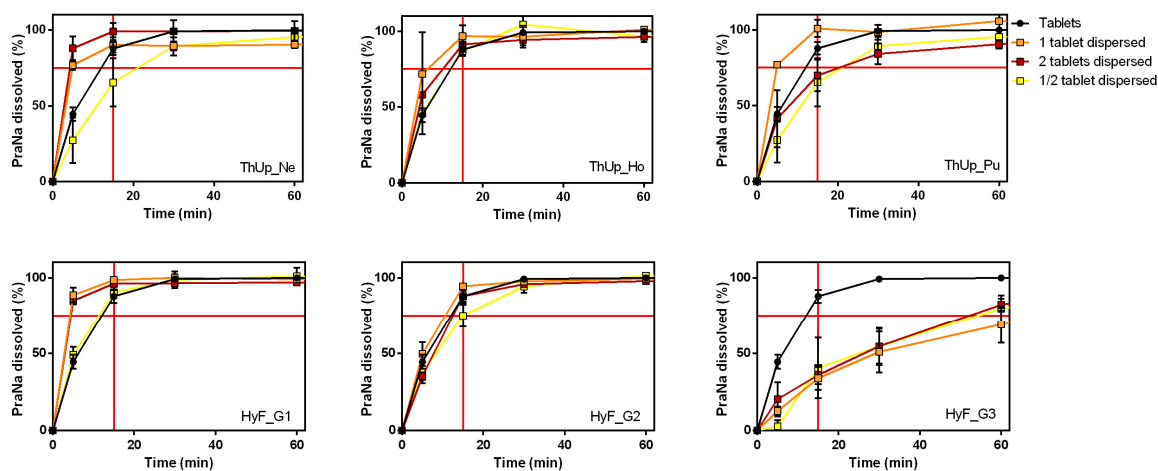 PraNa dissolved (%)
100
50
0
0
20
40
60
Time (min)
ThUp_Ne
PraNa dissolved (%)
100
50
0
0
20
40
60
Time (min)
ThUp_Ho
PraNa dissolved (%)
100
50
0
0
20
40
60
Time (min)
ThUp_Pu
Tablets
1 tablet dispersed
2 tablets dispersed
1/2 tablet dispersed
PraNa dissolved (%)
100
50
0
0
20
40
60
Time (min)
HyF_G1
PraNa dissolved (%)
100
50
0
0
20
40
60
Time (min)
HyF_G2
PraNa dissolved (%)
100
50
0
0
20
40
60
Time (min)
HyF_G3